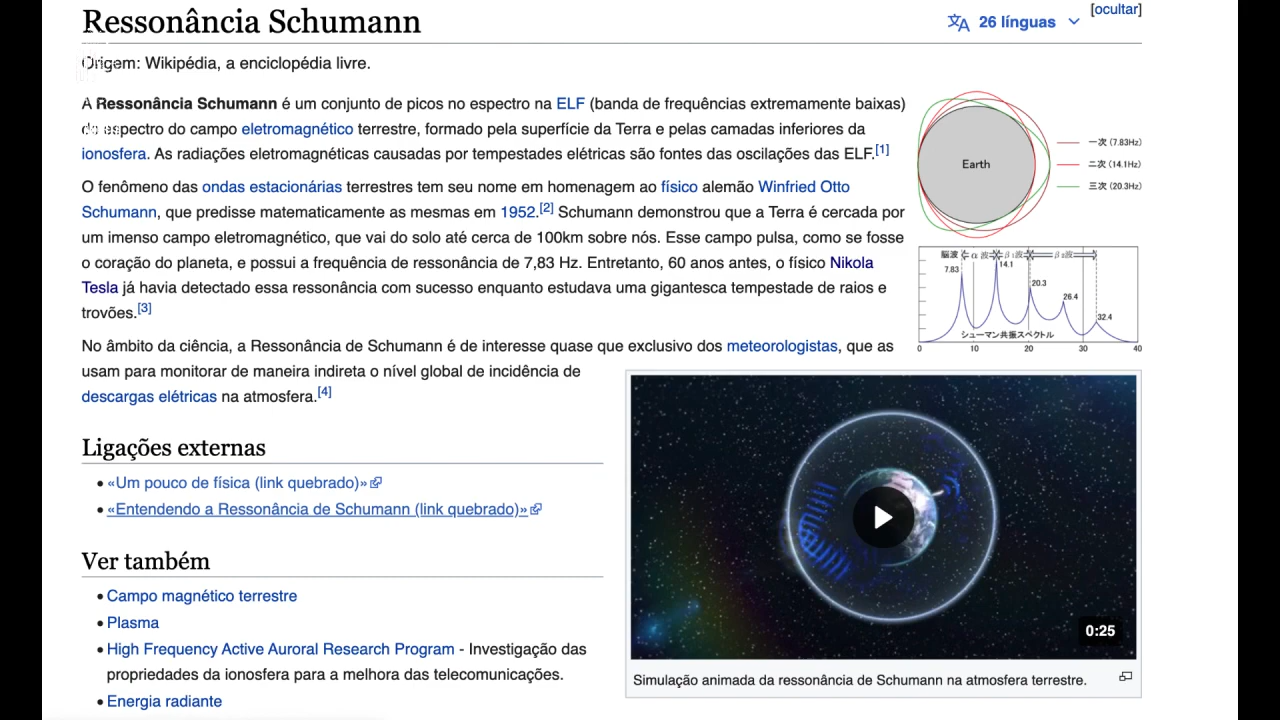 Ressonância Schumann
26 línguas
[ocultar]
Origem: Wikipédia, a enciclopédia livre.
A Ressonância Schumann é um conjunto de picos no espectro na ELF (banda de frequências extremamente baixas)
do espectro do campo eletromagnético terrestre, formado pela superfície da Terra e pelas camadas inferiores da
ionosfera. As radiações eletromagnéticas causadas por tempestades elétricas são fontes das oscilações das ELF.[1]
O fenômeno das ondas estacionárias terrestres tem seu nome em homenagem ao físico alemão Winfried Otto
Schumann, que predisse matematicamente as mesmas em 1952.[2] Schumann demonstrou que a Terra é cercada por
um imenso campo eletromagnético, que vai do solo até cerca de 100km sobre nós. Esse campo pulsa, como se fosse
o coração do planeta, e possui a frequência de ressonância de 7,83 Hz. Entretanto, 60 anos antes, o físico Nikola
Tesla já havia detectado essa ressonância com sucesso enquanto estudava uma gigantesca tempestade de raios e
trovões.[3]
No âmbito da ciência, a Ressonância de Schumann é de interesse quase que exclusivo dos meteorologistas, que as
usam para monitorar de maneira indireta o nível global de incidência de
descargas elétricas na atmosfera.[4]
Earth
一次 (7.83Hz)
二次 (14.1Hz)
三次 (20.3Hz)
脳波 α 波 β₁波 β₂波
7.83
14.1
20.3
26.4
32.4
シューマン共振スペクトル
0 10 20 30 40
0:25
Simulação animada da ressonância de Schumann na atmosfera terrestre.
Ligações externas
• «Um pouco de física (link quebrado)»
• «Entendendo a Ressonância de Schumann (link quebrado)»
Ver também
• Campo magnético terrestre
• Plasma
• High Frequency Active Auroral Research Program - Investigação das
propriedades da ionosfera para a melhora das telecomunicações.
• Energia radiante